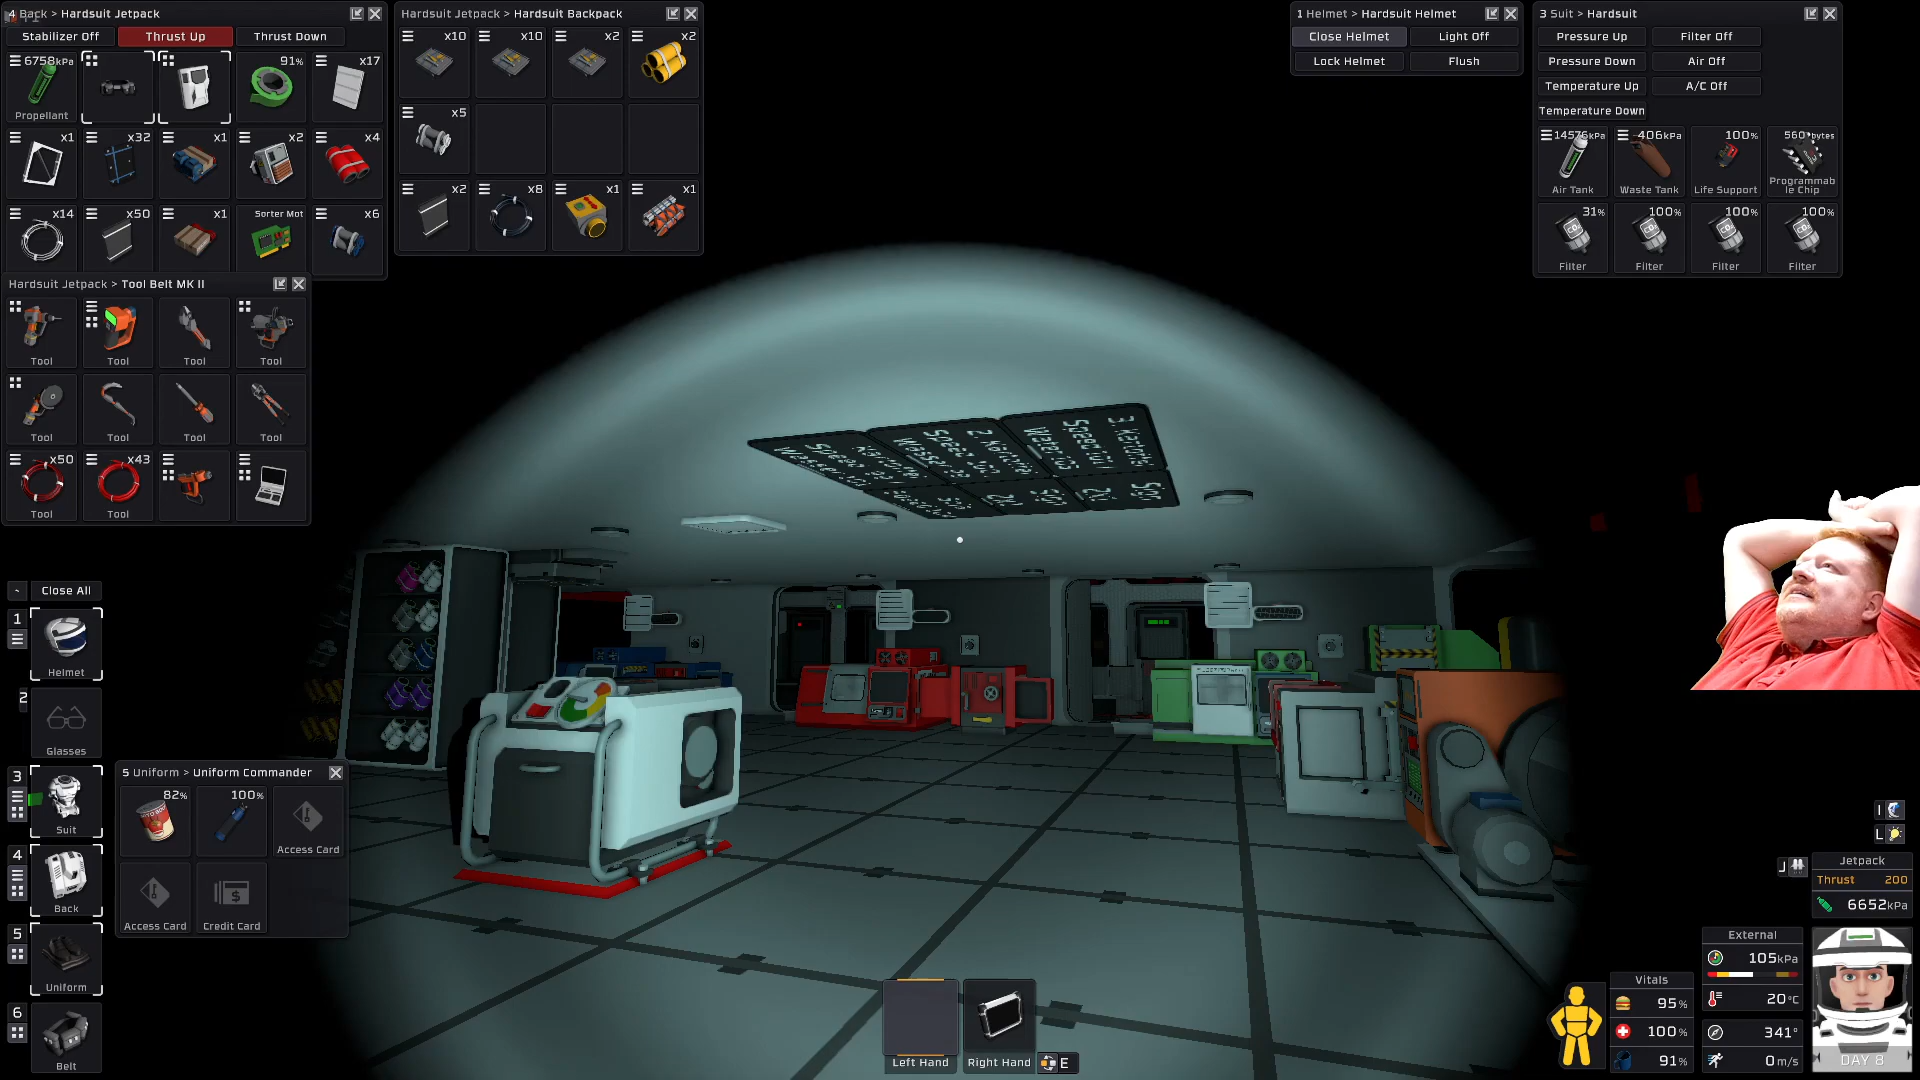 4 Back > Hardsuit Jetpack
Stabilizer Off
Thrust Up
Thrust Down
6758kPa
91%
x17
Propellant
x1
x32
x1
x2
x4
x14
x50
x1
Sorter Mot
x6
Hardsuit Jetpack > Hardsuit Backpack
x10
x10
x2
x2
x5
x2
x8
x1
x1
1 Helmet > Hardsuit Helmet
Close Helmet
Light Off
Lock Helmet
Flush
3 Suit > Hardsuit
Pressure Up
Filter Off
Pressure Down
Air Off
Temperature Up
A/C Off
Temperature Down
14576kPa
406kPa
100%
560 bytes
Air Tank
Waste Tank
Life Support
Programmab
le Chip
31%
100%
100%
100%
Filter
Filter
Filter
Filter
Hardsuit Jetpack > Tool Belt MK II
Tool
Tool
Tool
Tool
Tool
Tool
Tool
Tool
x50
x43
Tool
Tool
~
Close All
1
Helmet
2
Glasses
3
Suit
4
Back
5
Uniform
6
Belt
5 Uniform > Uniform Commander
82%
100%
Access Card
Access Card
Credit Card
Left Hand
Right Hand
E
I
L
J
Jetpack
Thrust 200
6652kPa
External
105kPa
20°C
341°
0m/s
Vitals
95%
100%
91%
DAY 8